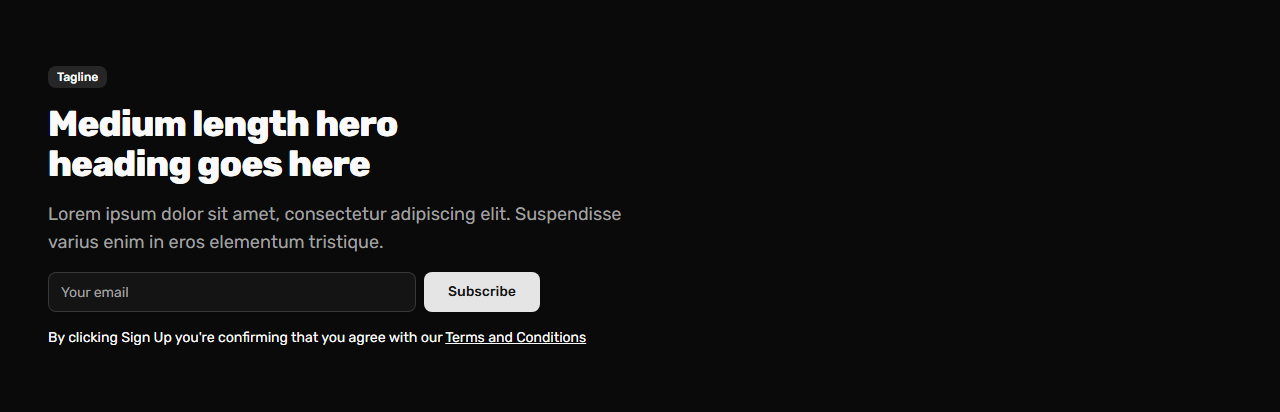 Tagline
Medium length hero
heading goes here
Lorem ipsum dolor sit amet, consectetur adipiscing elit. Suspendisse
varius enim in eros elementum tristique.
Your email
Subscribe
By clicking Sign Up you're confirming that you agree with our Terms and Conditions